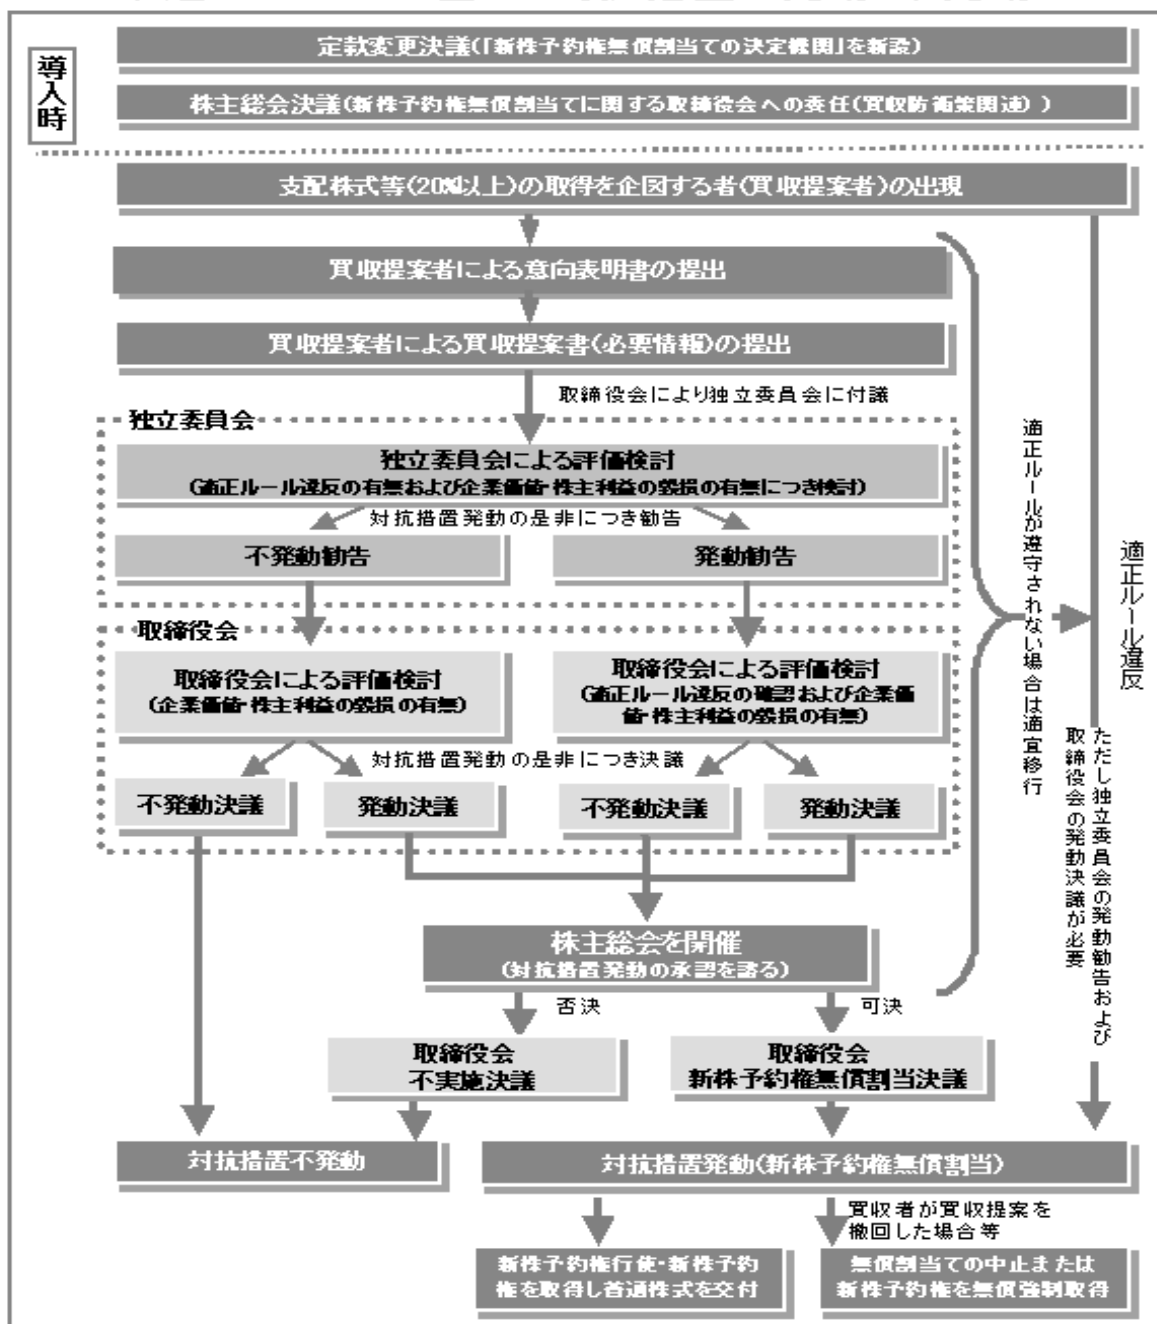 導入時
定款変更決議(「新株予約権無償割当ての決定機関」を新設)
株主総会決議(新株予約権無償割当てに関する取締役会への委任(買収防衛策関連))
支配株式等(20%以上)の取得を企図する者(買収提案者)の出現
買収提案者による意向表明書の提出
買収提案者による買収提案書(必要情報)の提出
取締役会により独立委員会に付議
独立委員会
独立委員会による評価検討
(適正ルール違反の有無および企業価値・株主利益の毀損の有無につき検討)
対抗措置発動の是非につき勧告
不発動勧告
発動勧告
取締役会
取締役会による評価検討
(企業価値・株主利益の毀損の有無)
取締役会による評価検討
(適正ルール違反の確認および企業価
値・株主利益の毀損の有無)
対抗措置発動の是非につき決議
不発動決議
発動決議
不発動決議
発動決議
株主総会を開催
(対抗措置発動の承認を諮る)
否決
可決
取締役会
不実施決議
取締役会
新株予約権無償割当決議
対抗措置不発動
対抗措置発動(新株予約権無償割当)
買収者が買収提案を
撤回した場合等
新株予約権行使・新株予約
権を取得し普通株式を交付
無償割当ての中止または
新株予約権を無償強制取得
適正ルールが遵守されない場合は適宜移行
適正ルール違反
ただし独立委員会の発動勧告および
取締役会の発動決議が必要